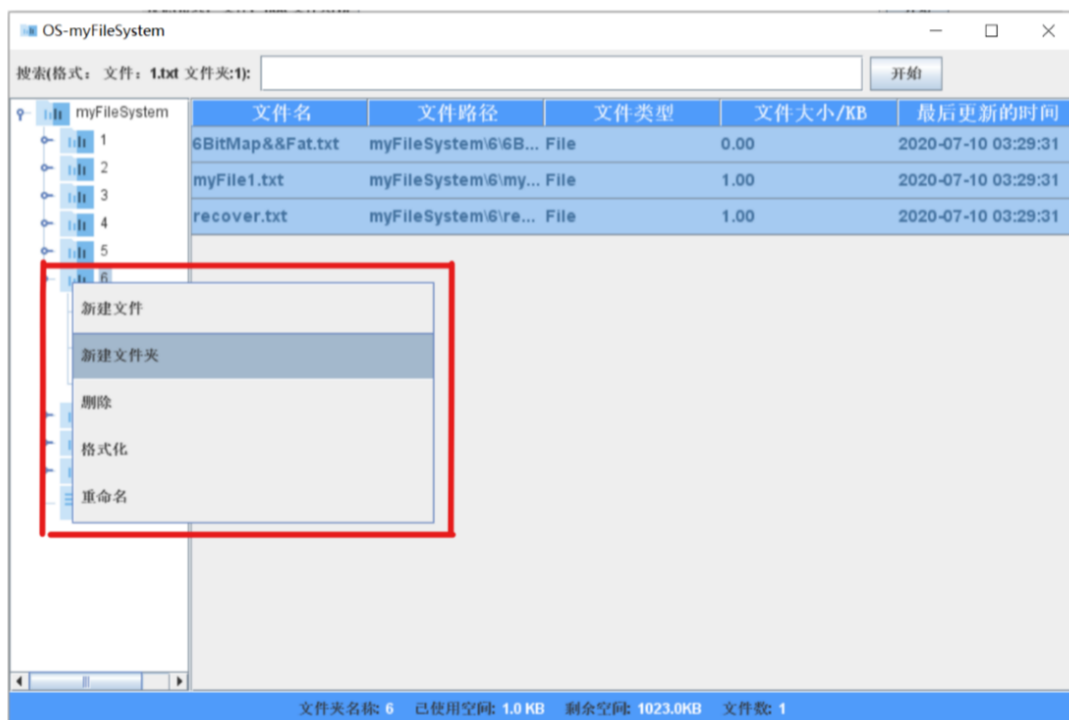 OS-myFileSystem
搜索(格式： 文件：1.txt 文件夹:1): 开始
myFileSystem
1
2
3
4
5
6
文件名 文件路径 文件类型 文件大小/KB 最后更新的时间
6BitMap&&Fat.txt myFileSystem\6\6B... File 0.00 2020-07-10 03:29:31
myFile1.txt myFileSystem\6\my... File 1.00 2020-07-10 03:29:31
recover.txt myFileSystem\6\re... File 1.00 2020-07-10 03:29:31
新建文件
新建文件夹
删除
格式化
重命名
文件夹名称: 6 已使用空间: 1.0 KB 剩余空间: 1023.0KB 文件数: 1